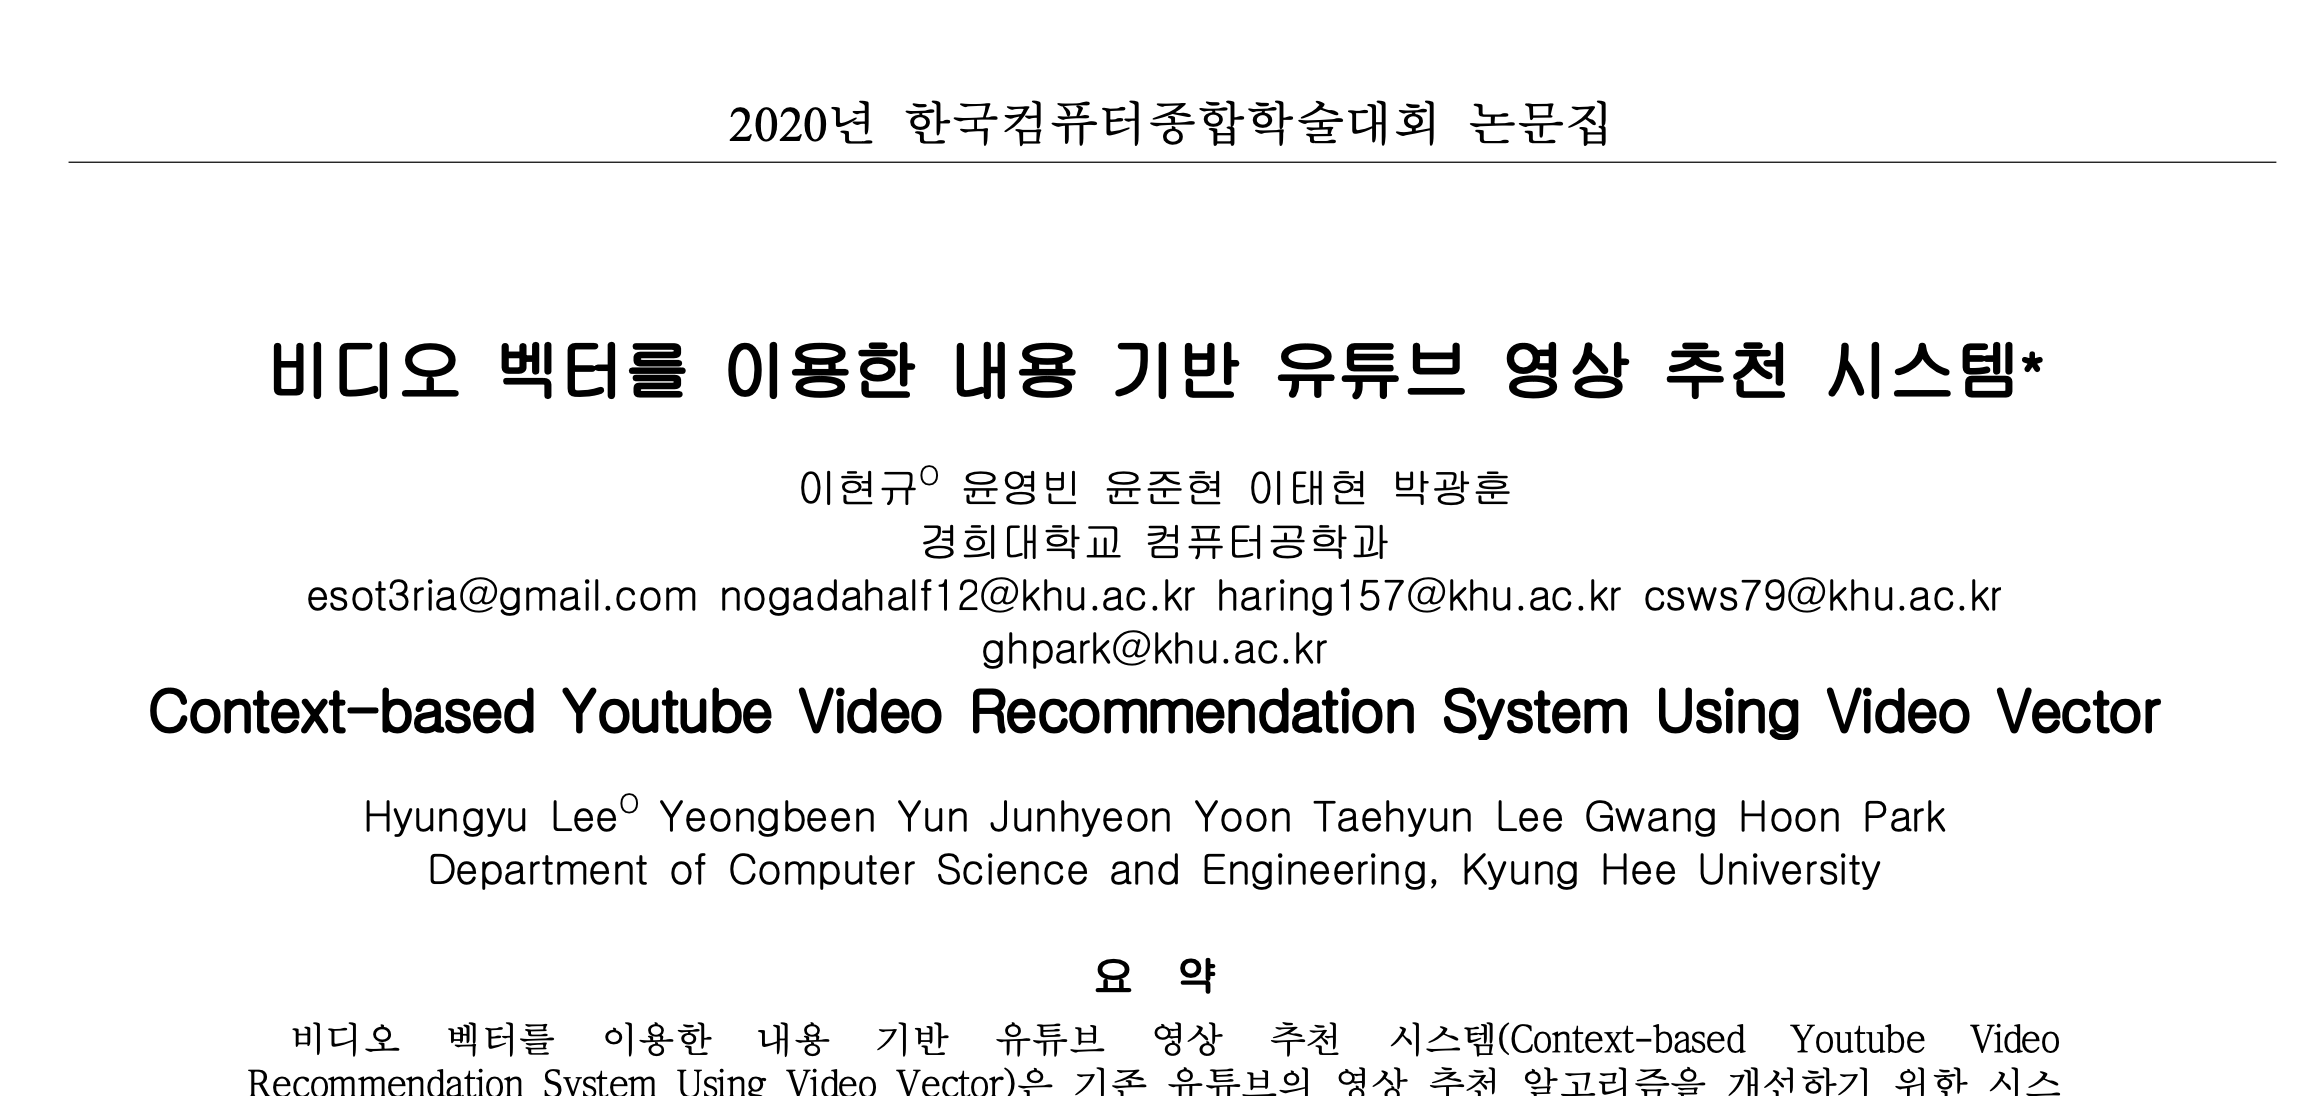 2020년 한국컴퓨터종합학술대회 논문집
비디오 벡터를 이용한 내용 기반 유튜브 영상 추천 시스템*
이현규O 윤영빈 윤준현 이태현 박광훈
경희대학교 컴퓨터공학과
esot3ria@gmail.com nogadahalf12@khu.ac.kr haring157@khu.ac.kr csws79@khu.ac.kr
ghpark@khu.ac.kr
Context-based Youtube Video Recommendation System Using Video Vector
Hyungyu LeeO Yeongbeen Yun Junhyeon Yoon Taehyun Lee Gwang Hoon Park
Department of Computer Science and Engineering, Kyung Hee University
요 약
비디오 벡터를 이용한 내용 기반 유튜브 영상 추천 시스템(Context-based Youtube Video
Recommendation System Using Video Vector)은 기존 유튜브의 영상 추천 알고리즘을 개선하기 위한 시스